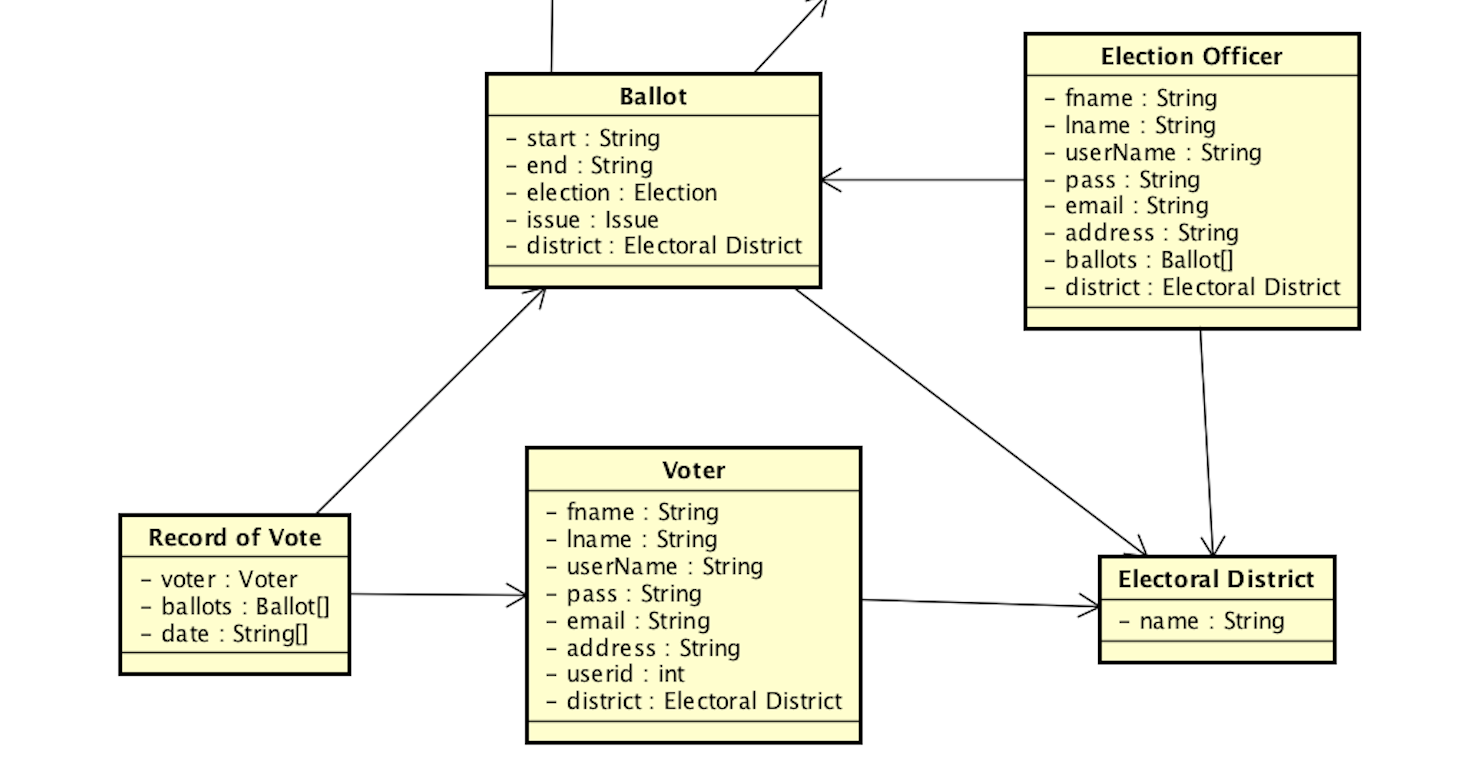 Ballot
– start : String
– end : String
– election : Election
– issue : Issue
– district : Electoral District
Election Officer
– fname : String
– lname : String
– userName : String
– pass : String
– email : String
– address : String
– ballots : Ballot[]
– district : Electoral District
Record of Vote
– voter : Voter
– ballots : Ballot[]
– date : String[]
Voter
– fname : String
– lname : String
– userName : String
– pass : String
– email : String
– address : String
– userid : int
– district : Electoral District
Electoral District
– name : String